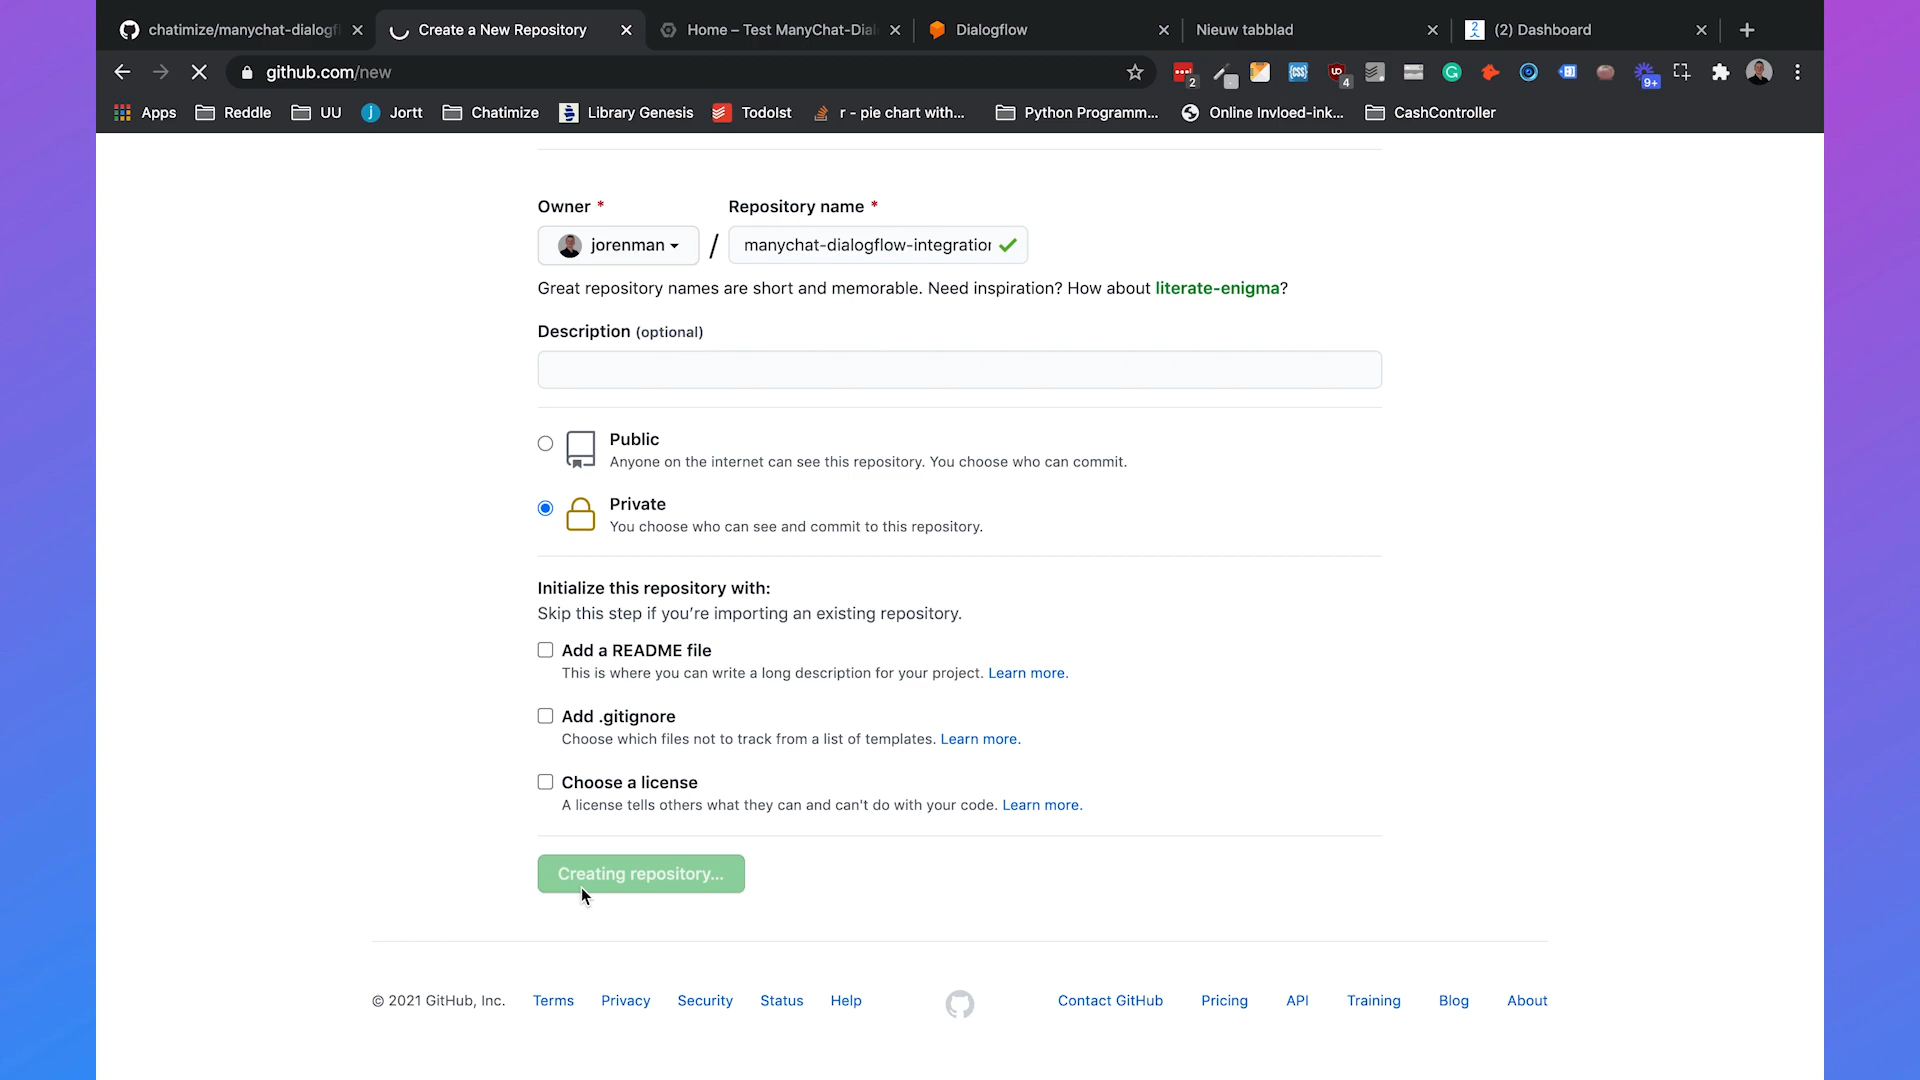 chatimize/manychat-dialogfl
Create a New Repository
Home – Test ManyChat-Dial
Dialogflow
Nieuw tabblad
(2) Dashboard
github.com/new
2
4
9+
Apps
Reddle
UU
Jortt
Chatimize
Library Genesis
TodoIst
r - pie chart with...
Python Programm...
Online Invloed-ink...
CashController
Owner *
Repository name *
jorenman
/
manychat-dialogflow-integration
Great repository names are short and memorable. Need inspiration? How about literate-enigma?
Description (optional)
Public
Anyone on the internet can see this repository. You choose who can commit.
Private
You choose who can see and commit to this repository.
Initialize this repository with:
Skip this step if you’re importing an existing repository.
Add a README file
This is where you can write a long description for your project. Learn more.
Add .gitignore
Choose which files not to track from a list of templates. Learn more.
Choose a license
A license tells others what they can and can't do with your code. Learn more.
Creating repository...
© 2021 GitHub, Inc.
Terms
Privacy
Security
Status
Help
Contact GitHub
Pricing
API
Training
Blog
About